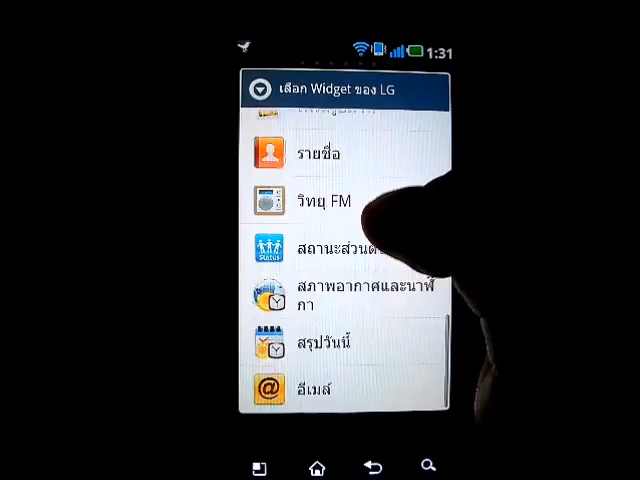 1:31
เลือก Widget ของ LG
รายชื่อ
วิทยุ FM
Status
สภาพอากาศและนาฬิ
กา
สรุปวันนี้
อีเมล์